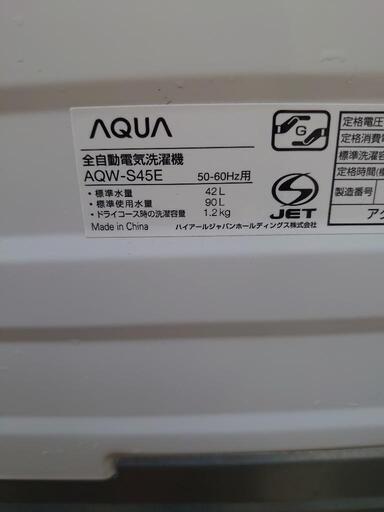 AQUA
全自動電気洗濯機
AQW-S45E 50-60Hz用
・標準水量 42L
・標準使用水量 90L
・ドライコース時の洗濯容量 1.2kg
Made in China ハイアールジャパンホールディングス株式会社
G
S
JET
定格電圧
定格消費電
標準洗濯容
定格時間(標
製造番号
アク